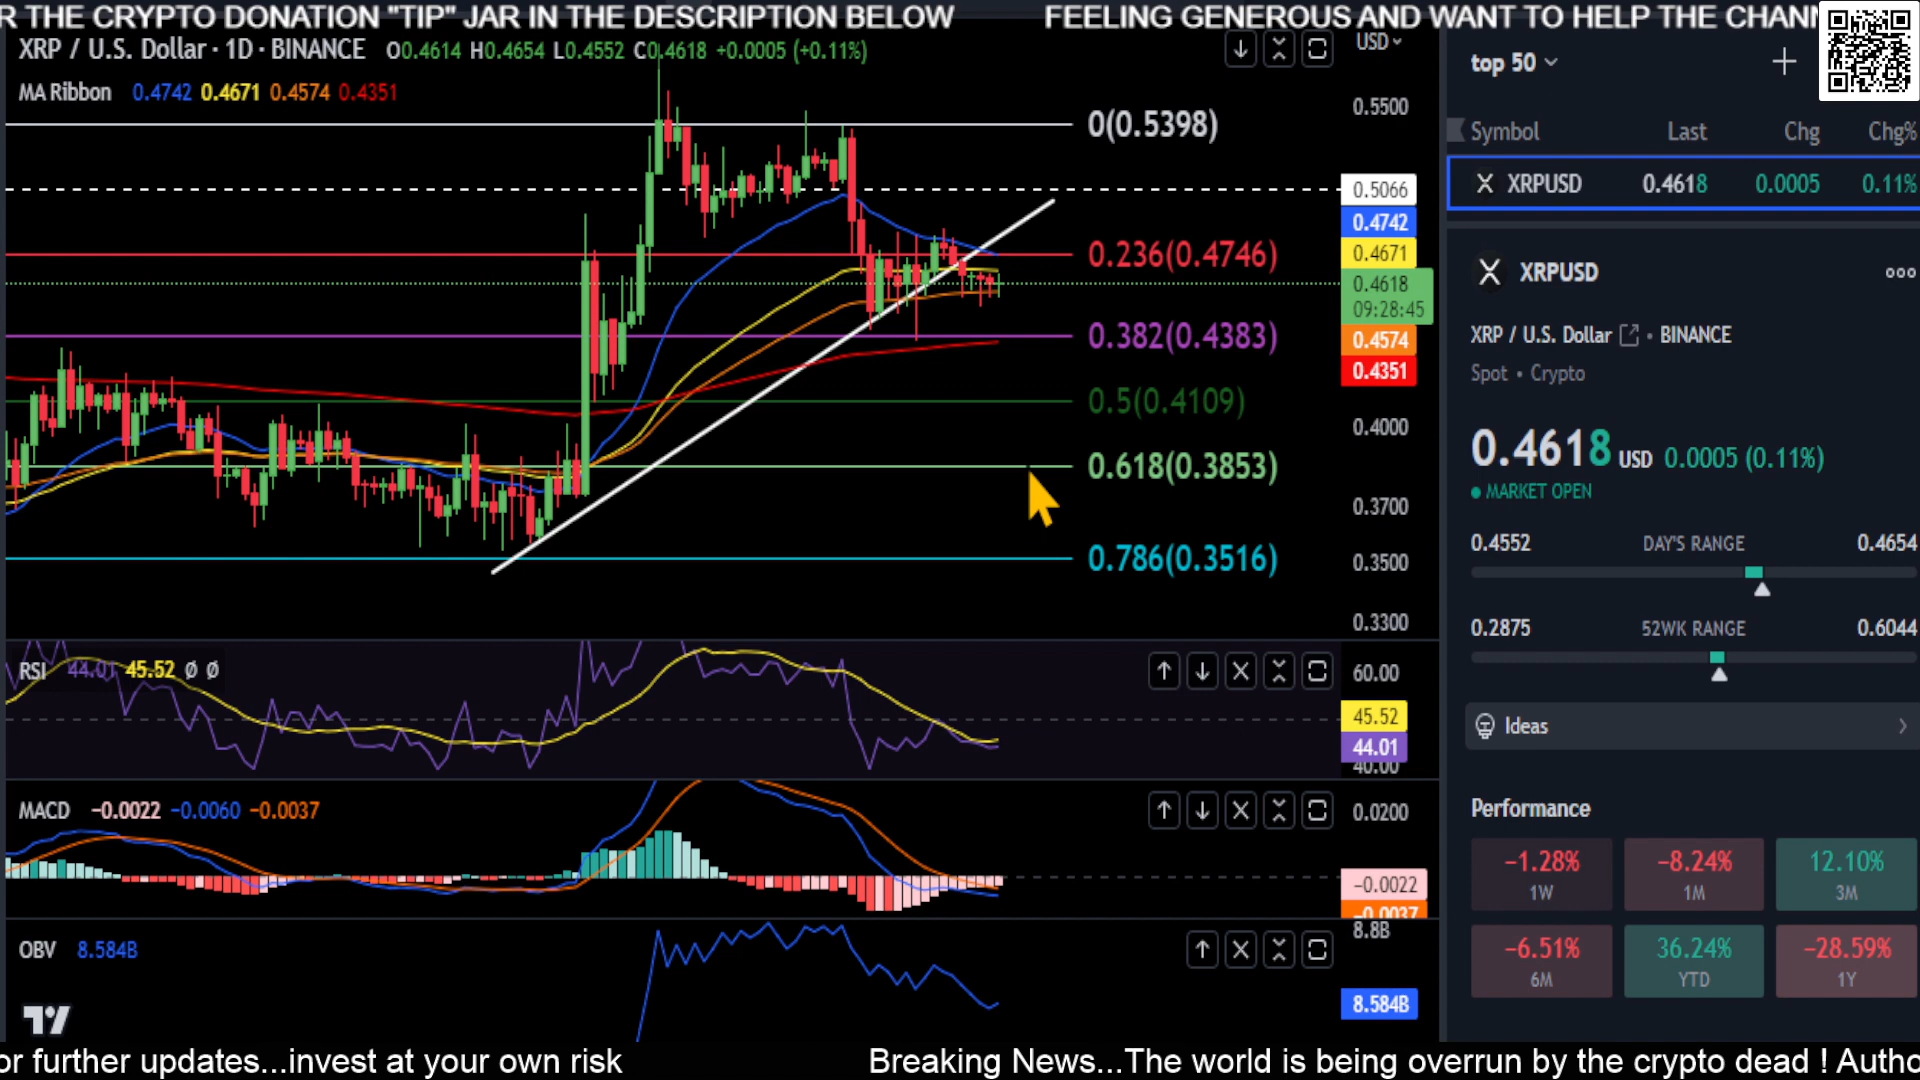 R THE CRYPTO DONATION "TIP" JAR IN THE DESCRIPTION BELOW FEELING GENEROUS AND WANT TO HELP THE CHANN
XRP / U.S. Dollar · 1D · BINANCE O0.4614 H0.4654 L0.4552 C0.4618 +0.0005 (+0.11%)
MA Ribbon 0.4742 0.4671 0.4574 0.4351
USD
0.5500
0(0.5398)
0.5066
0.4742
0.236(0.4746)
0.4671
0.4618
09:28:45
0.382(0.4383)
0.4574
0.4351
0.5(0.4109)
0.4000
0.618(0.3853)
0.3700
0.786(0.3516)
0.3500
0.3300
RSI 44.01 45.52 Ø Ø
60.00
45.52
44.01
40.00
MACD −0.0022 −0.0060 −0.0037
0.0200
−0.0022
−0.0037
OBV 8.584B
8.8B
8.584B
top 50
Symbol Last Chg Chg%
XRPUSD 0.4618 0.0005 0.11%
XRPUSD
XRP / U.S. Dollar · BINANCE
Spot • Crypto
0.4618 USD 0.0005 (0.11%)
MARKET OPEN
0.4552 DAY'S RANGE 0.4654
0.2875 52WK RANGE 0.6044
Ideas
Performance
−1.28% −8.24% 12.10%
1W 1M 3M
−6.51% 36.24% −28.59%
6M YTD 1Y
or further updates...invest at your own risk Breaking News...The world is being overrun by the crypto dead ! Autho